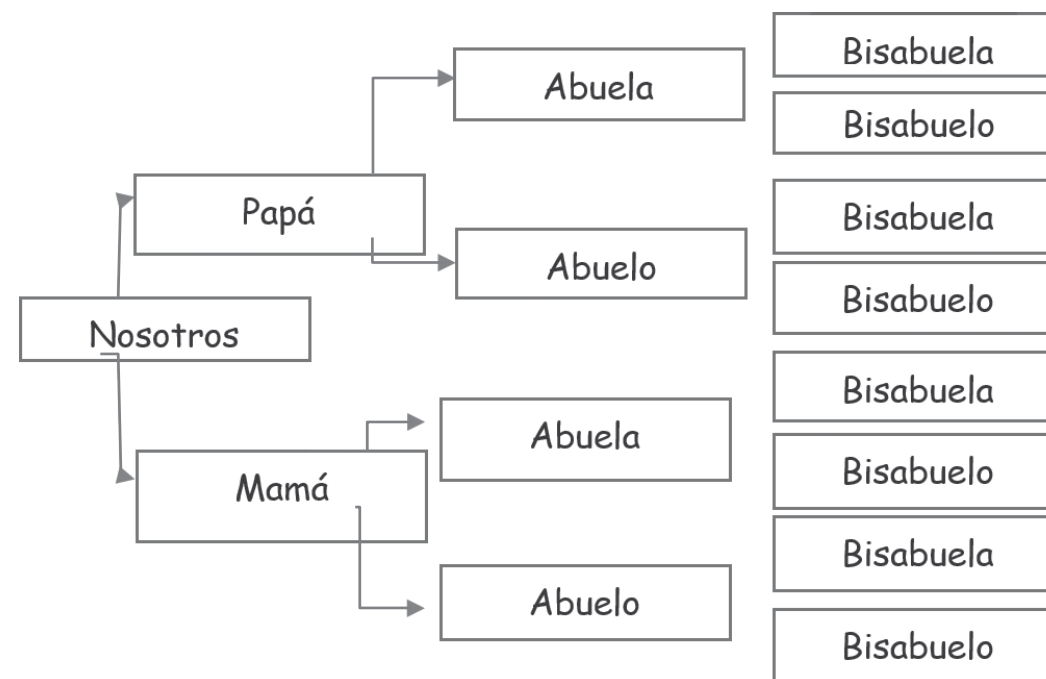 Bisabuela
Abuela
Bisabuelo
Papá
Bisabuela
Abuelo
Bisabuelo
Nosotros
Bisabuela
Abuela
Bisabuelo
Mamá
Bisabuela
Abuelo
Bisabuelo